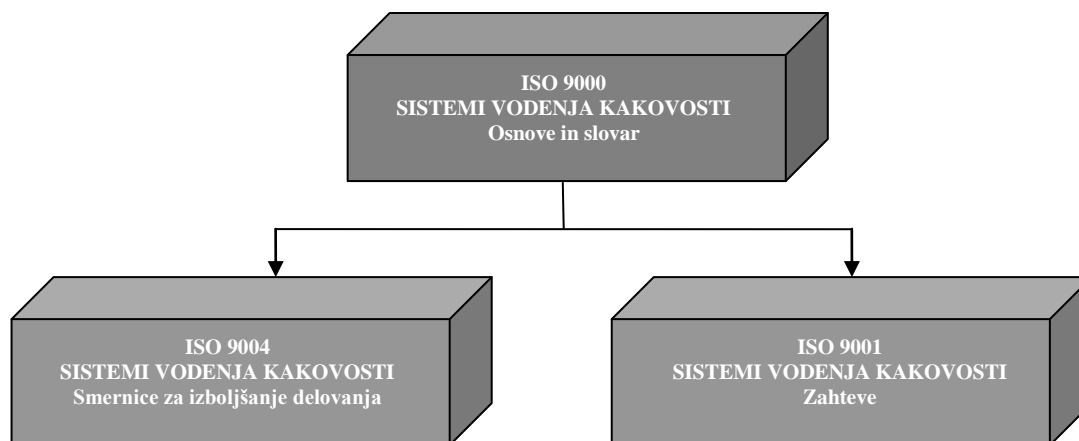 ISO 9000
SISTEMI VODENJA KAKOVOSTI
Osnove in slovar
ISO 9004
SISTEMI VODENJA KAKOVOSTI
Smernice za izboljšanje delovanja
ISO 9001
SISTEMI VODENJA KAKOVOSTI
Zahteve